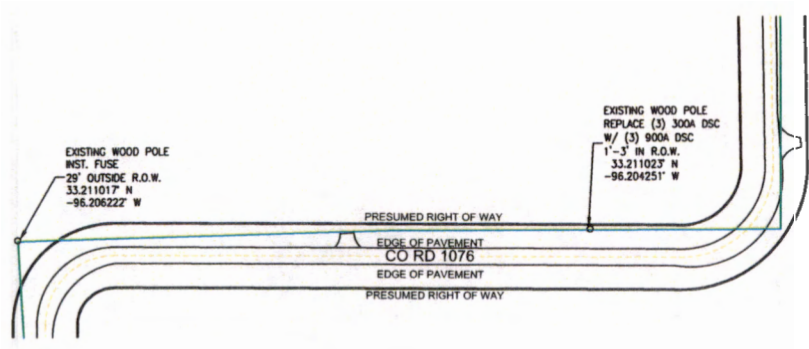 EXISTING WOOD POLE
REPLACE (3) 300A DSC
W/ (3) 900A DSC
1'-3' IN R.O.W.
33.211023° N
-96.204251° W
EXISTING WOOD POLE
INST. FUSE
29' OUTSIDE R.O.W.
33.211017° N
-96.206222° W
PRESUMED RIGHT OF WAY
EDGE OF PAVEMENT
CO RD 1076
EDGE OF PAVEMENT
PRESUMED RIGHT OF WAY